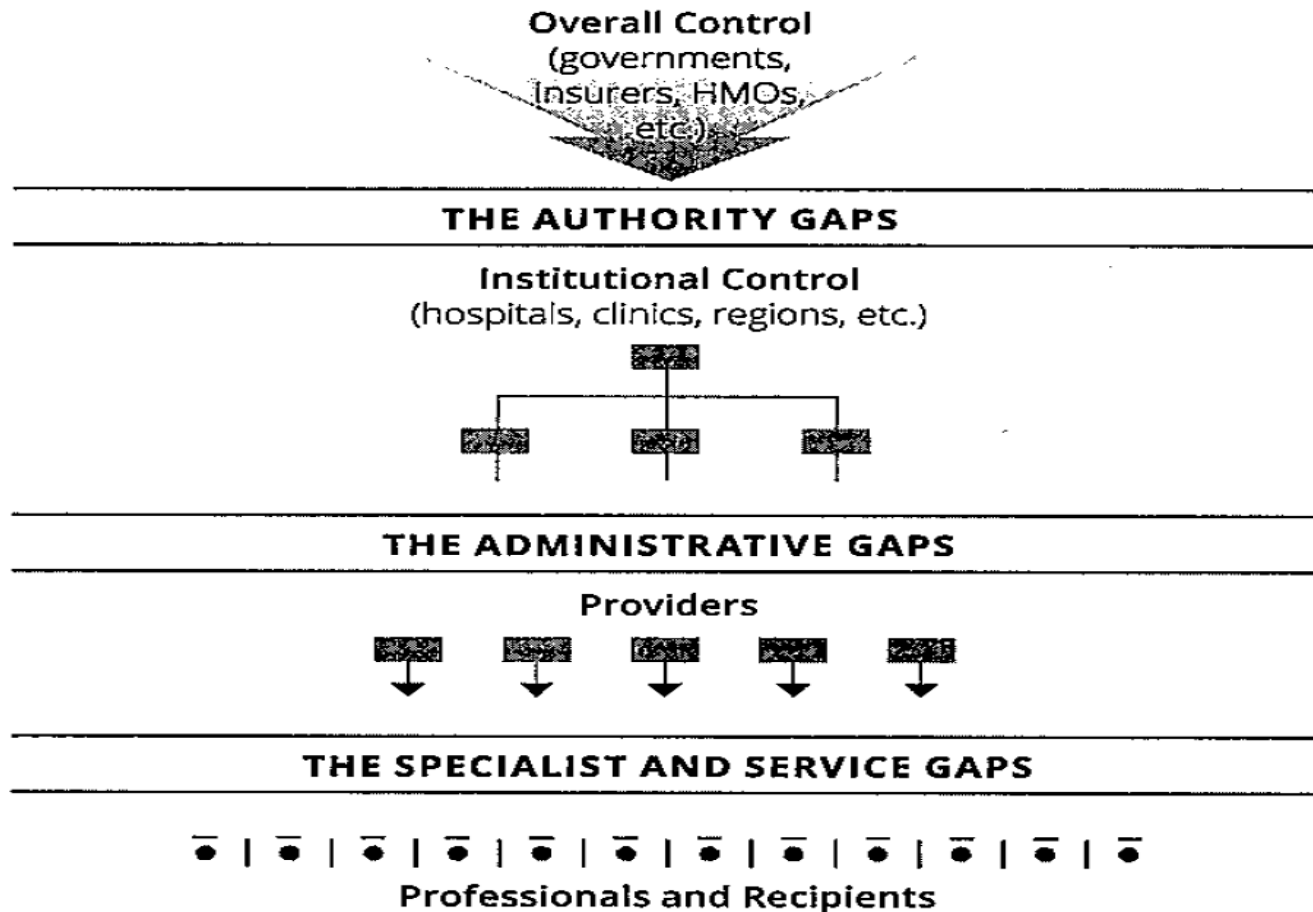 Overall Control
(governments,
insurers, HMOs,
etc.)
THE AUTHORITY GAPS
Institutional Control
(hospitals, clinics, regions, etc.)
THE ADMINISTRATIVE GAPS
Providers
THE SPECIALIST AND SERVICE GAPS
Professionals and Recipients